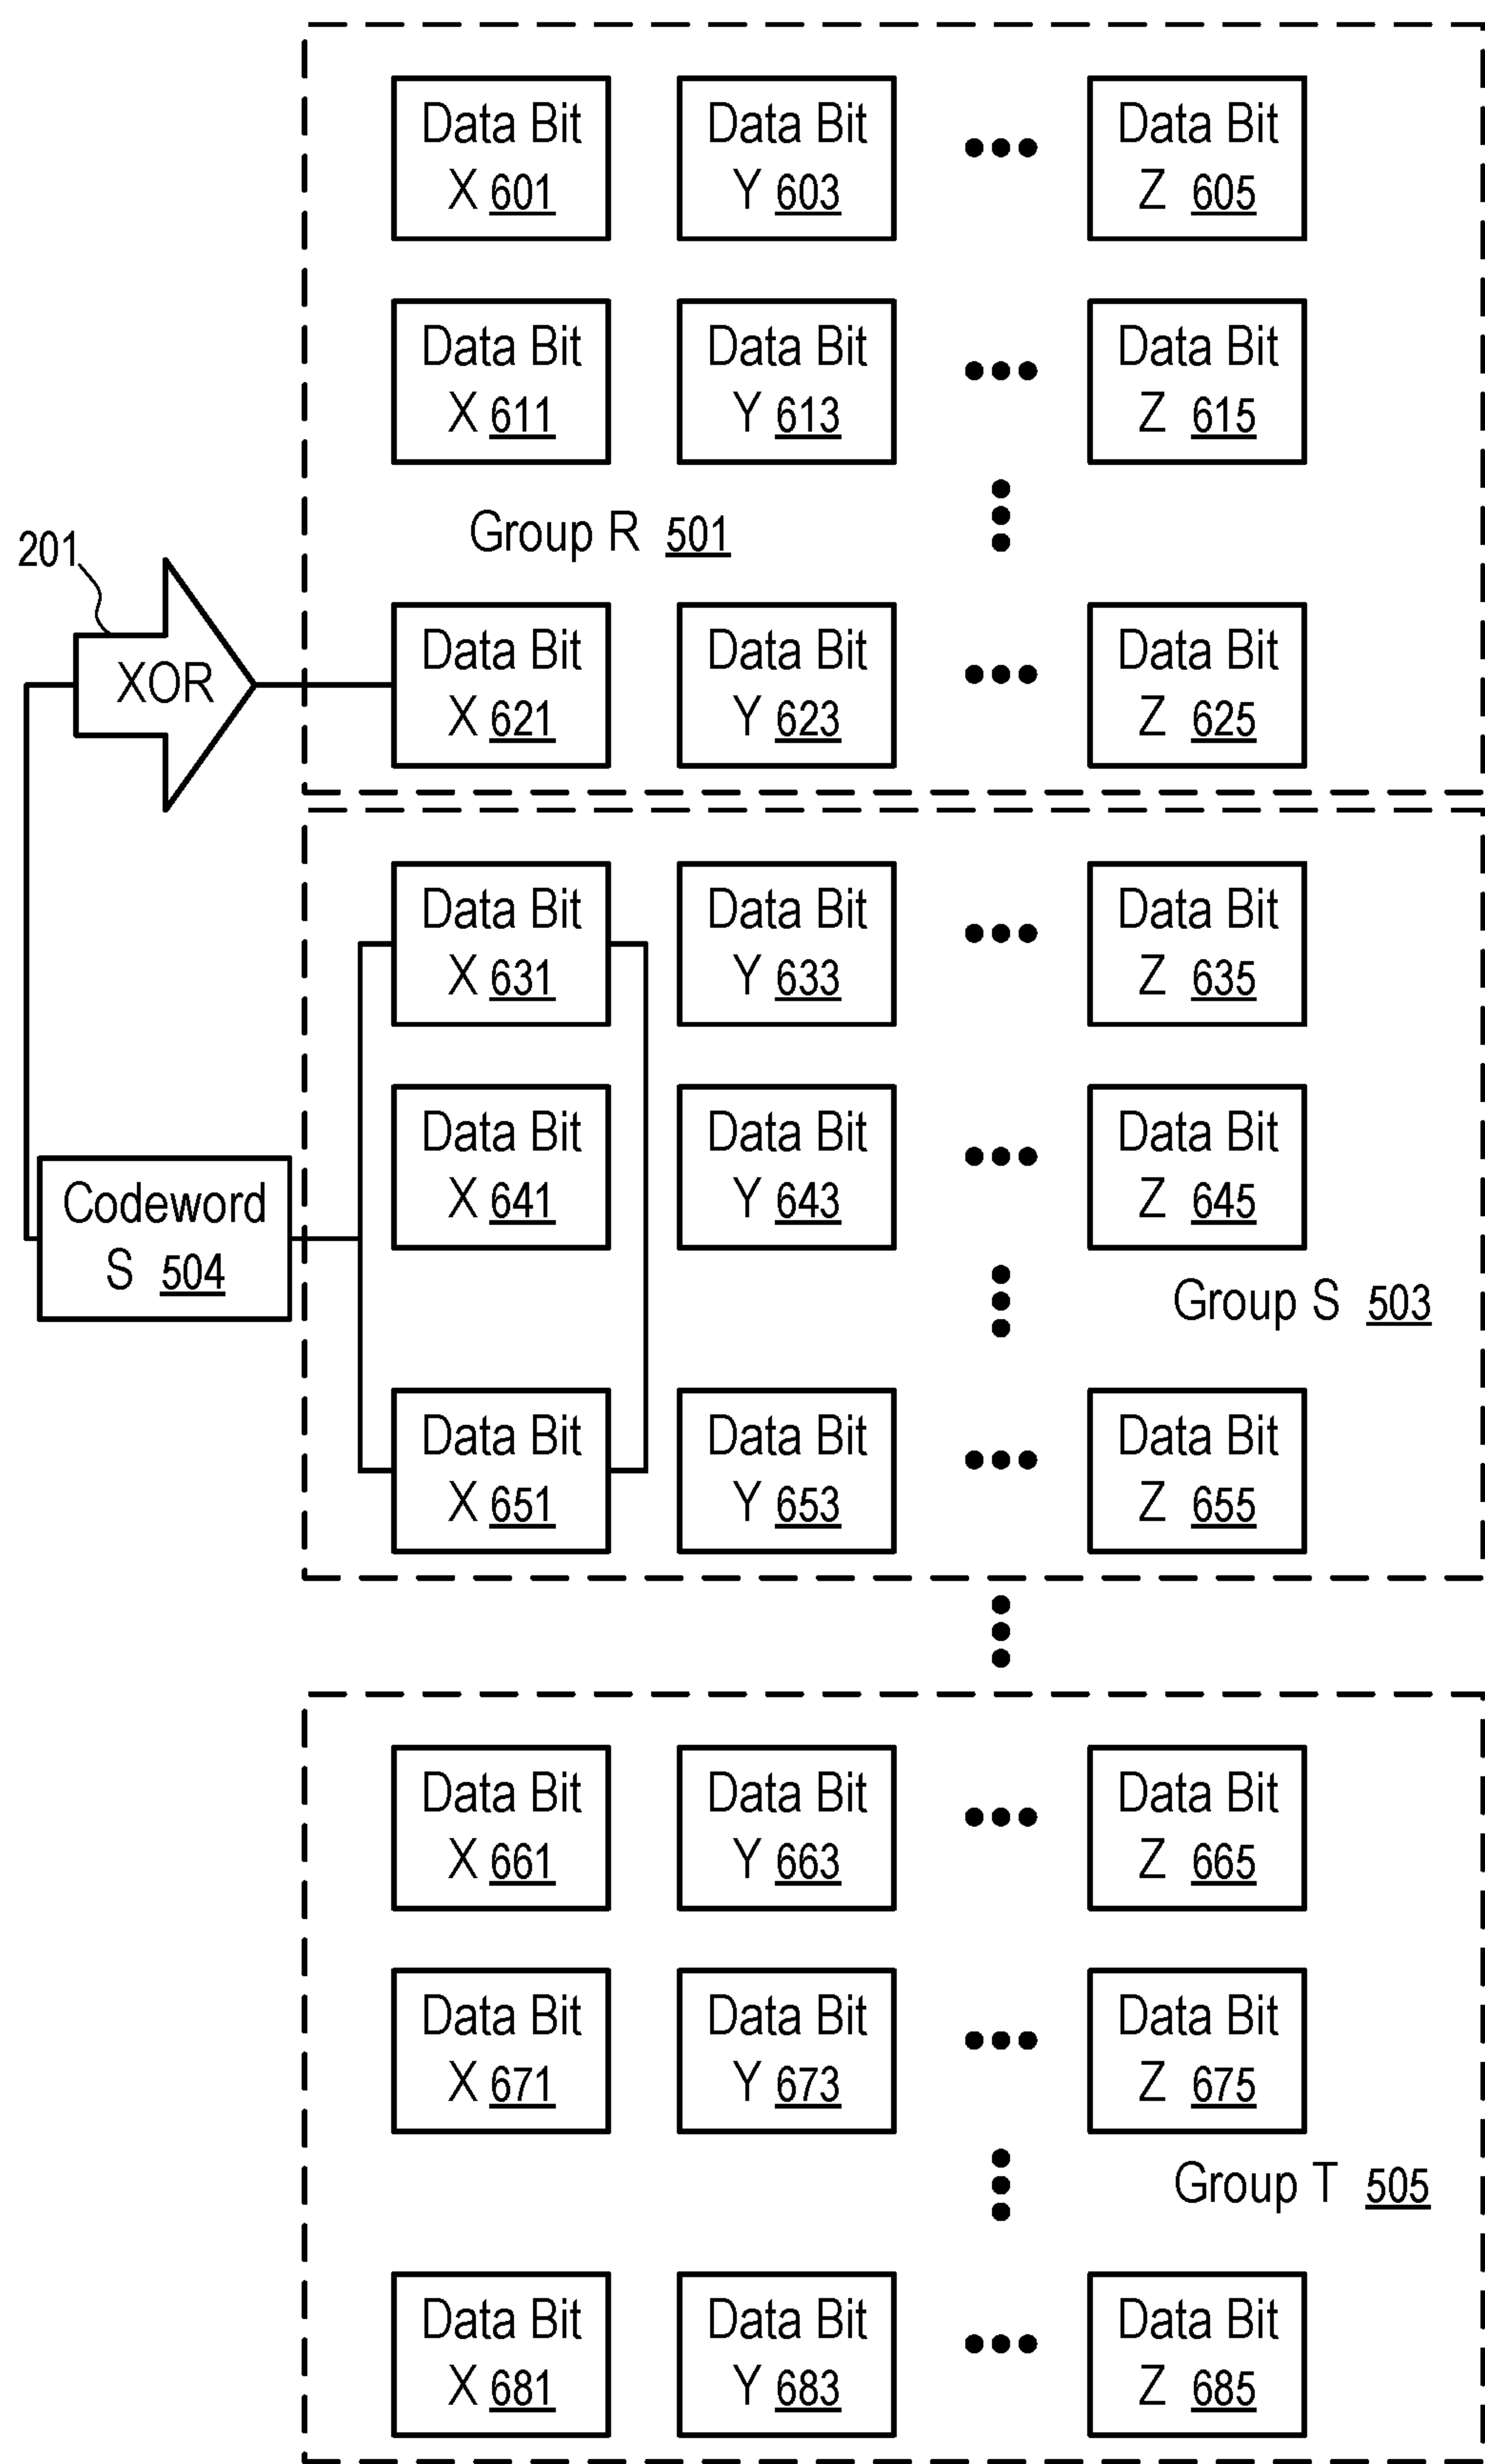 Data Bit
X 601
Data Bit
Y 603
Data Bit
Z 605
Data Bit
X 611
Data Bit
Y 613
Data Bit
Z 615
Group R 501
201
XOR
Data Bit
X 621
Data Bit
Y 623
Data Bit
Z 625
Data Bit
X 631
Data Bit
Y 633
Data Bit
Z 635
Data Bit
X 641
Data Bit
Y 643
Data Bit
Z 645
Codeword
S 504
Group S 503
Data Bit
X 651
Data Bit
Y 653
Data Bit
Z 655
Data Bit
X 661
Data Bit
Y 663
Data Bit
Z 665
Data Bit
X 671
Data Bit
Y 673
Data Bit
Z 675
Group T 505
Data Bit
X 681
Data Bit
Y 683
Data Bit
Z 685